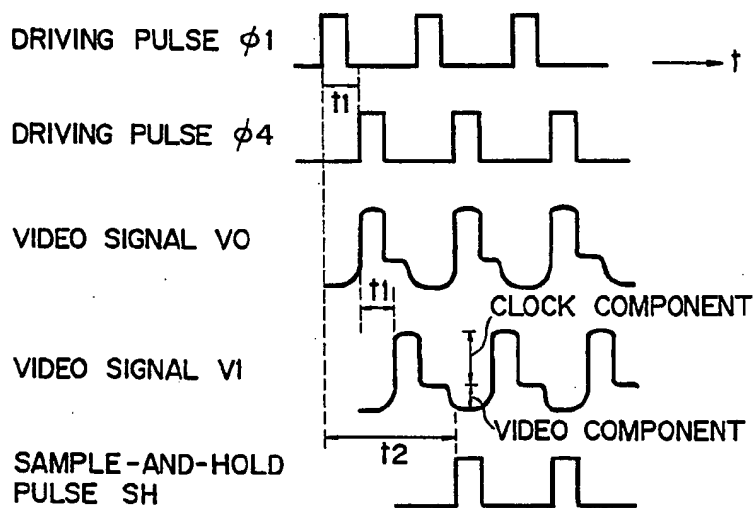 DRIVING PULSE φ1
t
t1
DRIVING PULSE φ4
VIDEO SIGNAL VO
t1
CLOCK COMPONENT
VIDEO SIGNAL V1
VIDEO COMPONENT
t2
SAMPLE-AND-HOLD
PULSE SH